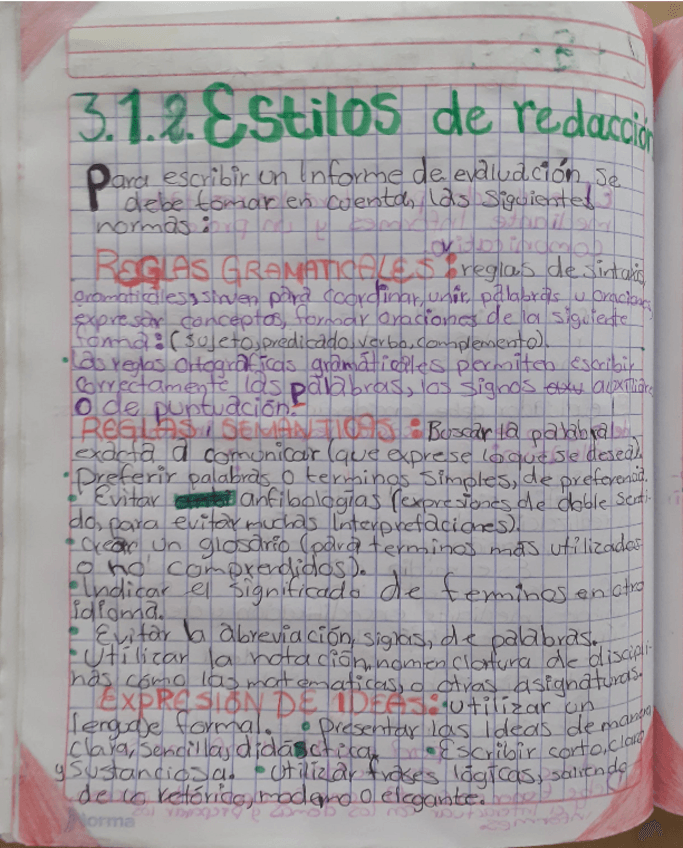 3.1.2. Estilos de redacción
Para escribir un Informe de evaluación, se
debe tomar en cuenta, las siguientes
normas:
REGLAS GRAMATICALES: reglas de sintaxis,
gramaticales, sirven para coordinar, unir, palabras u oraciones,
expresar conceptos, formar oraciones de la siguiente
forma: (sujeto, predicado, verbo, complemento).
•Las reglas ortográficas gramáticales permiten escribir
correctamente las palabras, los signos auxiliare
O de puntuación.
REGLAS SEMANTICAS: Buscar la palabra
exacta a comunicar (que exprese lo que se desea).
•Preferir palabras o terminos simples, de preferencia.
• Evitar anfibologías (expresiones de doble senti-
do, para evitar muchas Interpretaciones).
•Crear un glosário (para terminos más utilizados
o no comprendidos).
•Indicar el significado de terminos en otro
idioma.
• Evitar la abreviación, siglas, de palabras.
•Utilizar la notación, nomenclatura de discipli-
nas como las matematicas, o otras asignaturas.
EXPRESIÓN DE IDEAS: •Utilizar un
lenguaje formal. •Presentar las Ideas de manera
clara, sencilla, didáctica. •Escribir corto, claro
y Sustanciosa. •Utilizar frases lógicas, saliendo
de lo retórico, moderno o elegante.
Norma